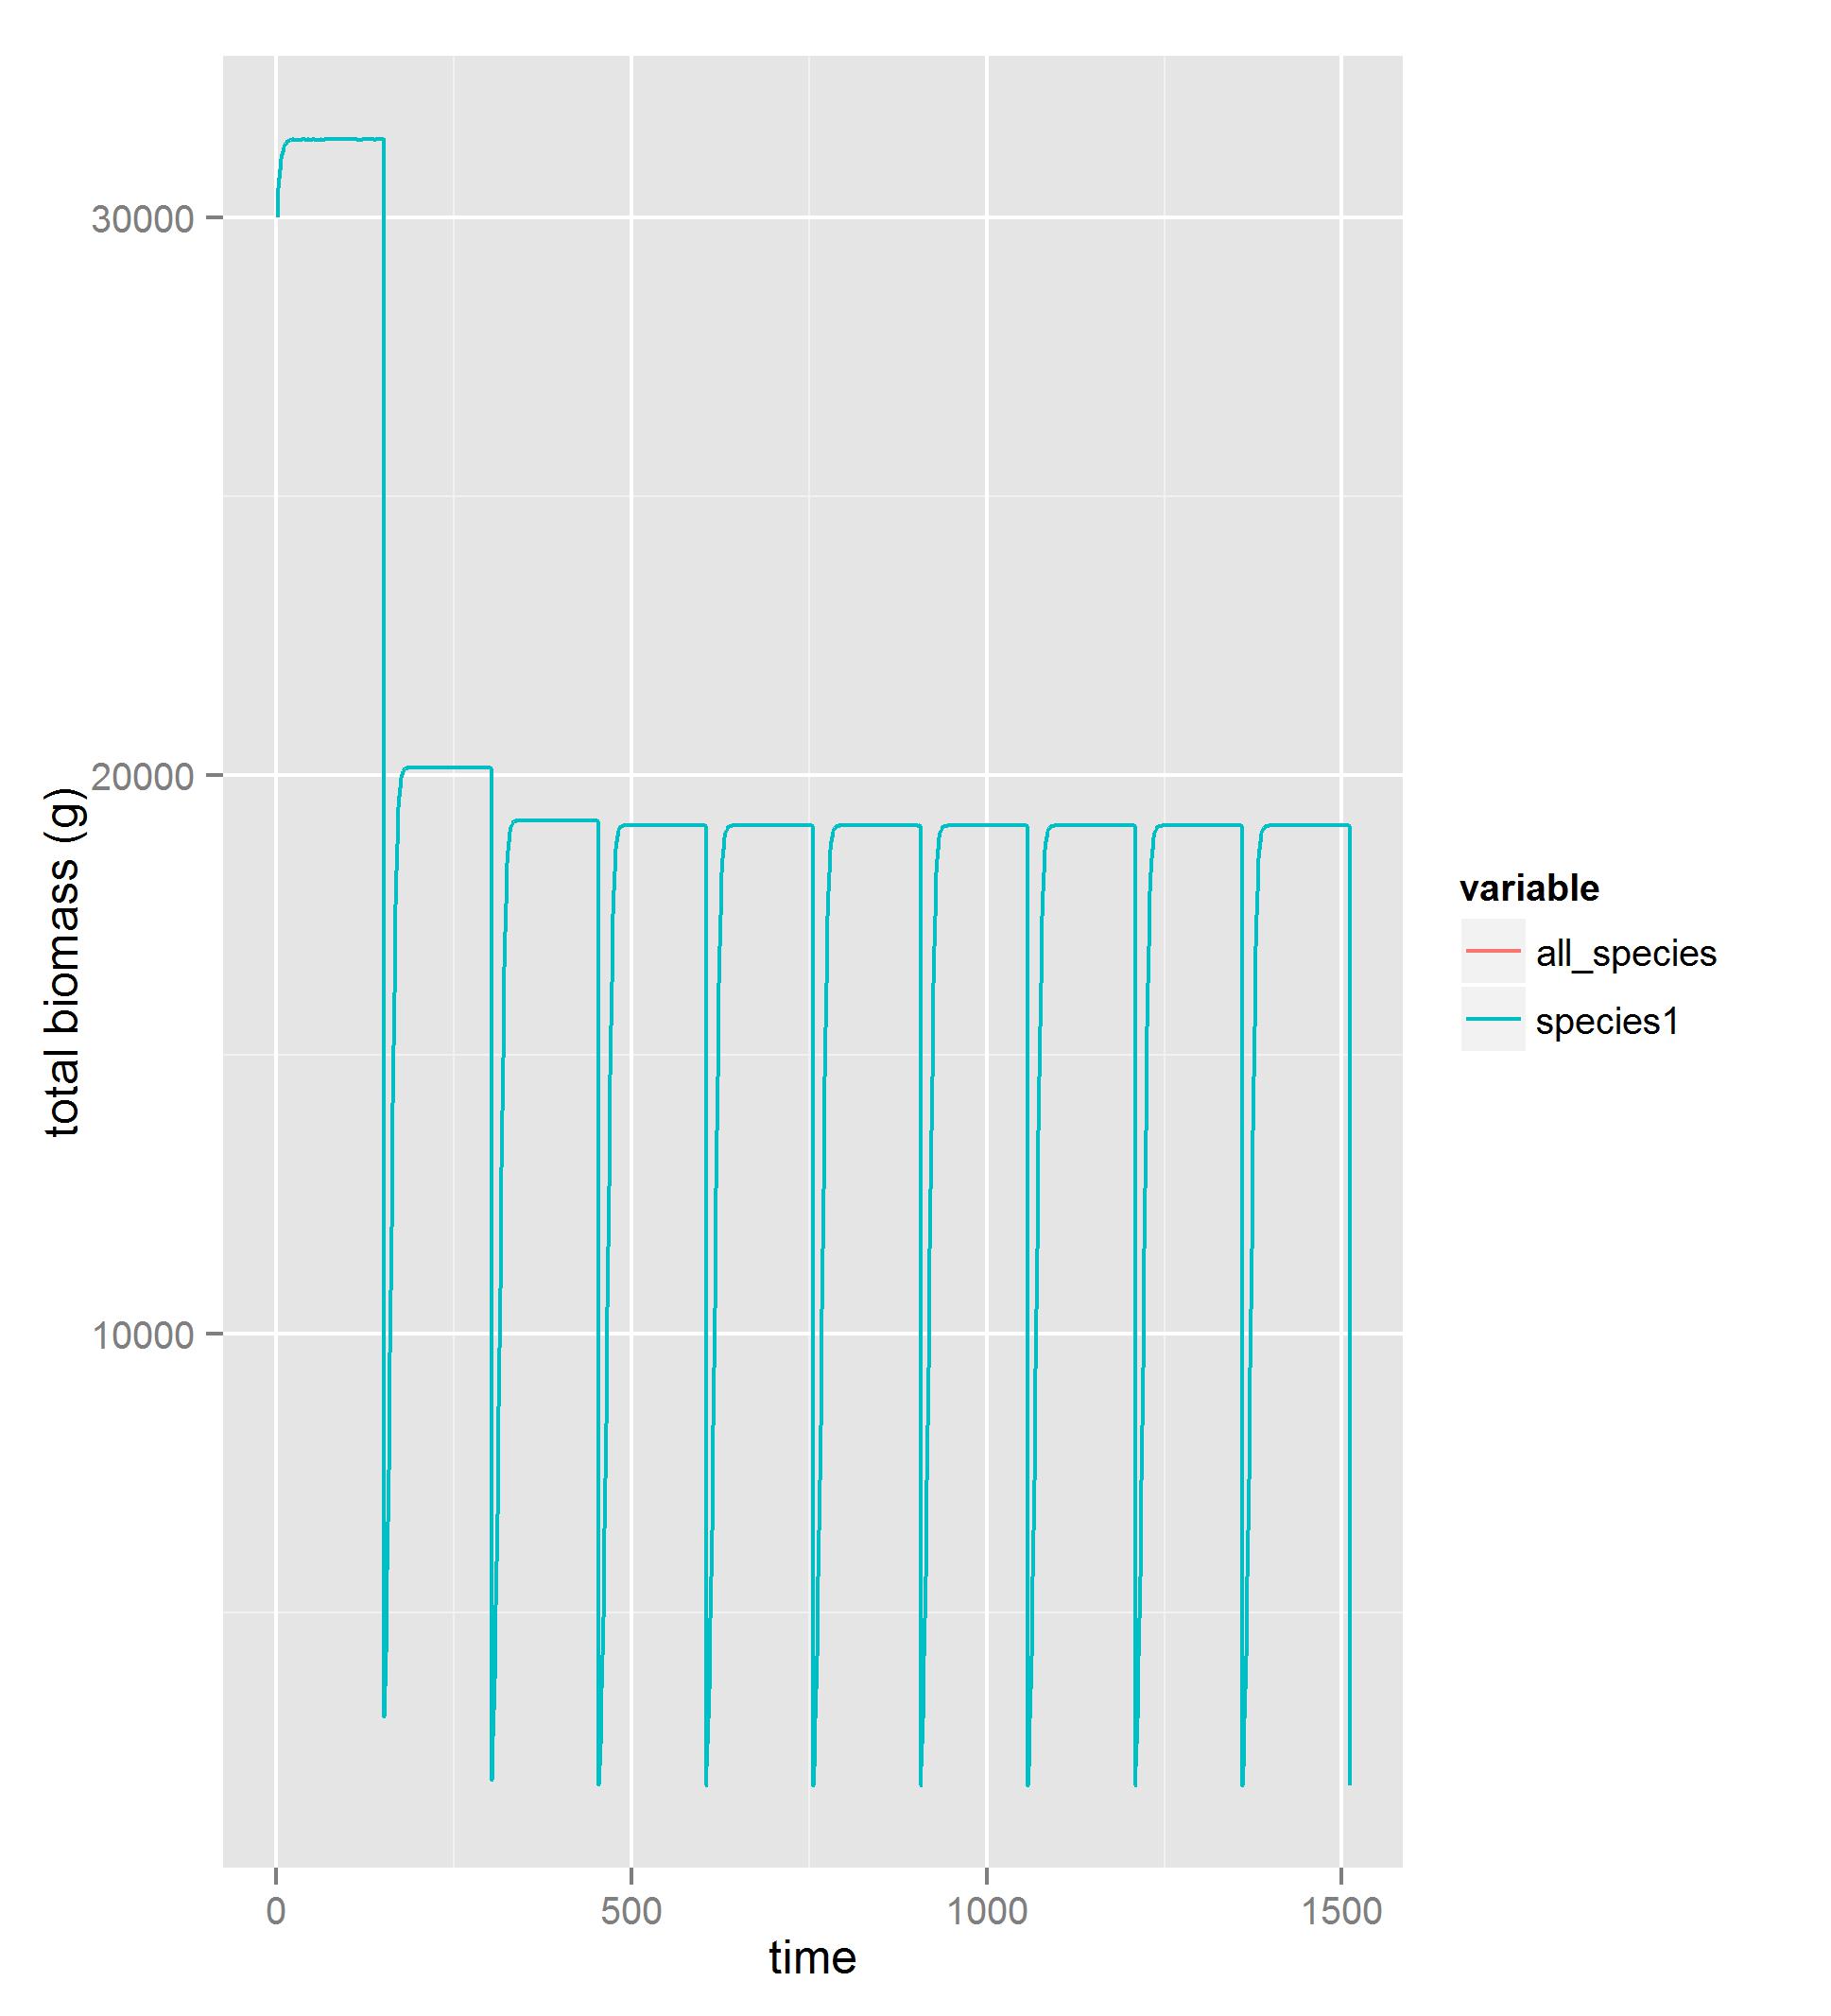 total biomass (g)
30000
20000
10000
0 500 1000 1500
time
variable
all_species
species1